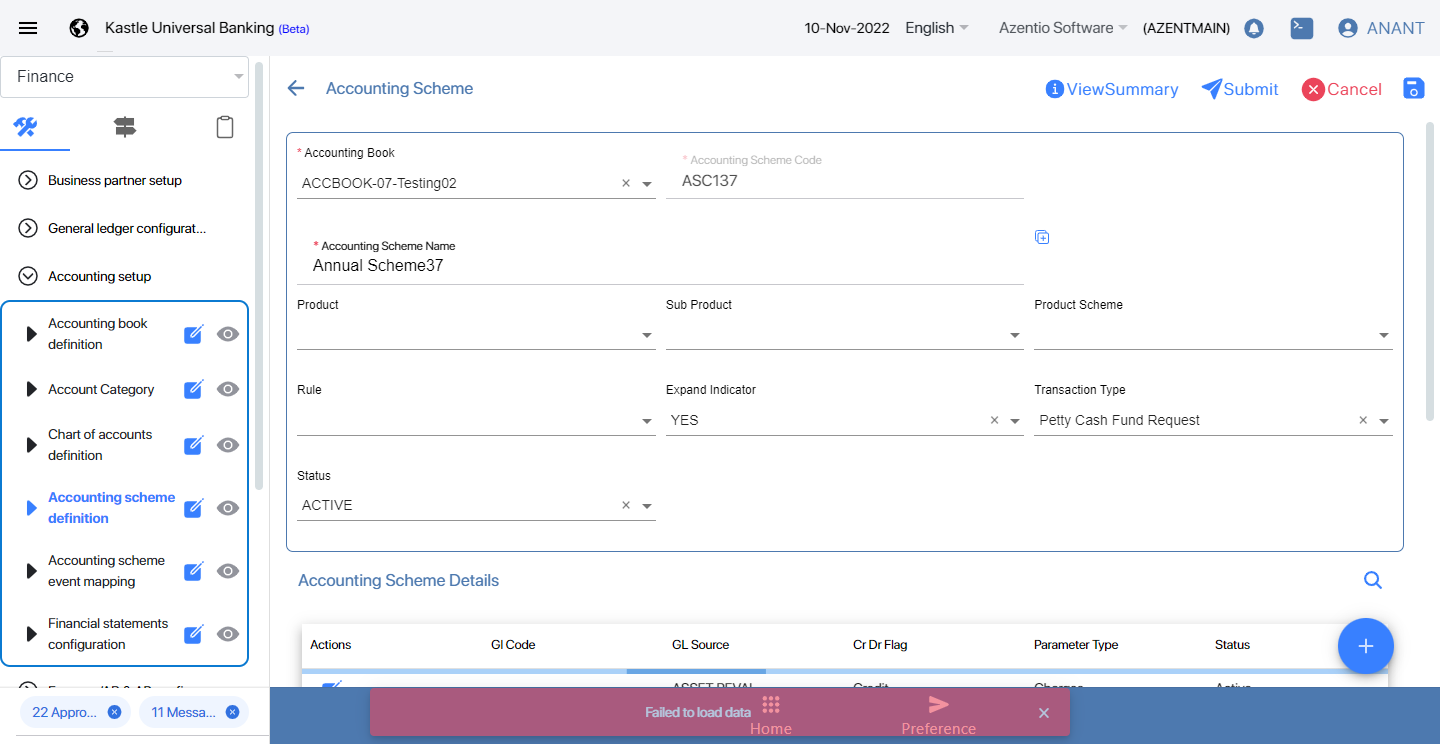 Kastle Universal Banking (Beta)
10-Nov-2022 English Azentio Software (AZENTMAIN) ANANT
Finance
Business partner setup
General ledger configurat...
Accounting setup
Accounting book
definition
Account Category
Chart of accounts
definition
Accounting scheme
definition
Accounting scheme
event mapping
Financial statements
configuration
22 Appro...
11 Messa...
Accounting Scheme
ViewSummary Submit Cancel
* Accounting Book
ACCBOOK-07-Testing02
* Accounting Scheme Code
ASC137
* Accounting Scheme Name
Annual Scheme37
Product Sub Product Product Scheme
Rule Expand Indicator Transaction Type
YES Petty Cash Fund Request
Status
ACTIVE
Accounting Scheme Details
Actions Gl Code GL Source Cr Dr Flag Parameter Type Status
ASSET REVAL Credit Charges Active
Failed to load data
Home Preference